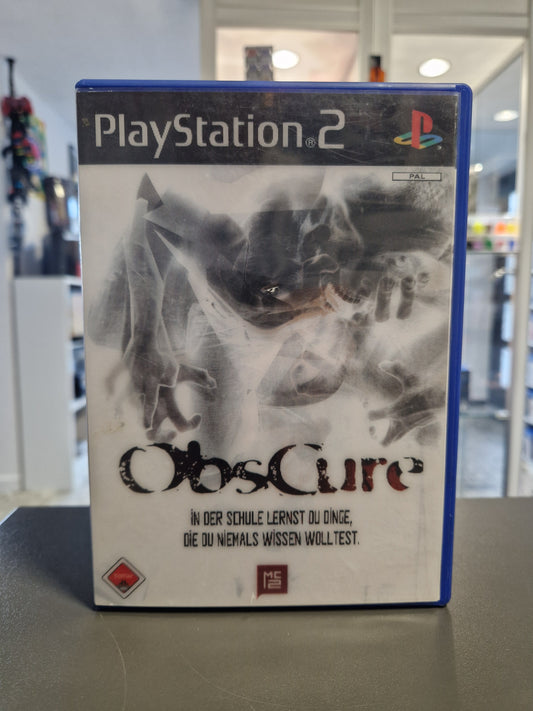 PlayStation®2
PAL
ObsCure
IN DER SCHULE LERNST DU DINGE,
DIE DU NIEMALS WISSEN WOLLTEST.
MC2